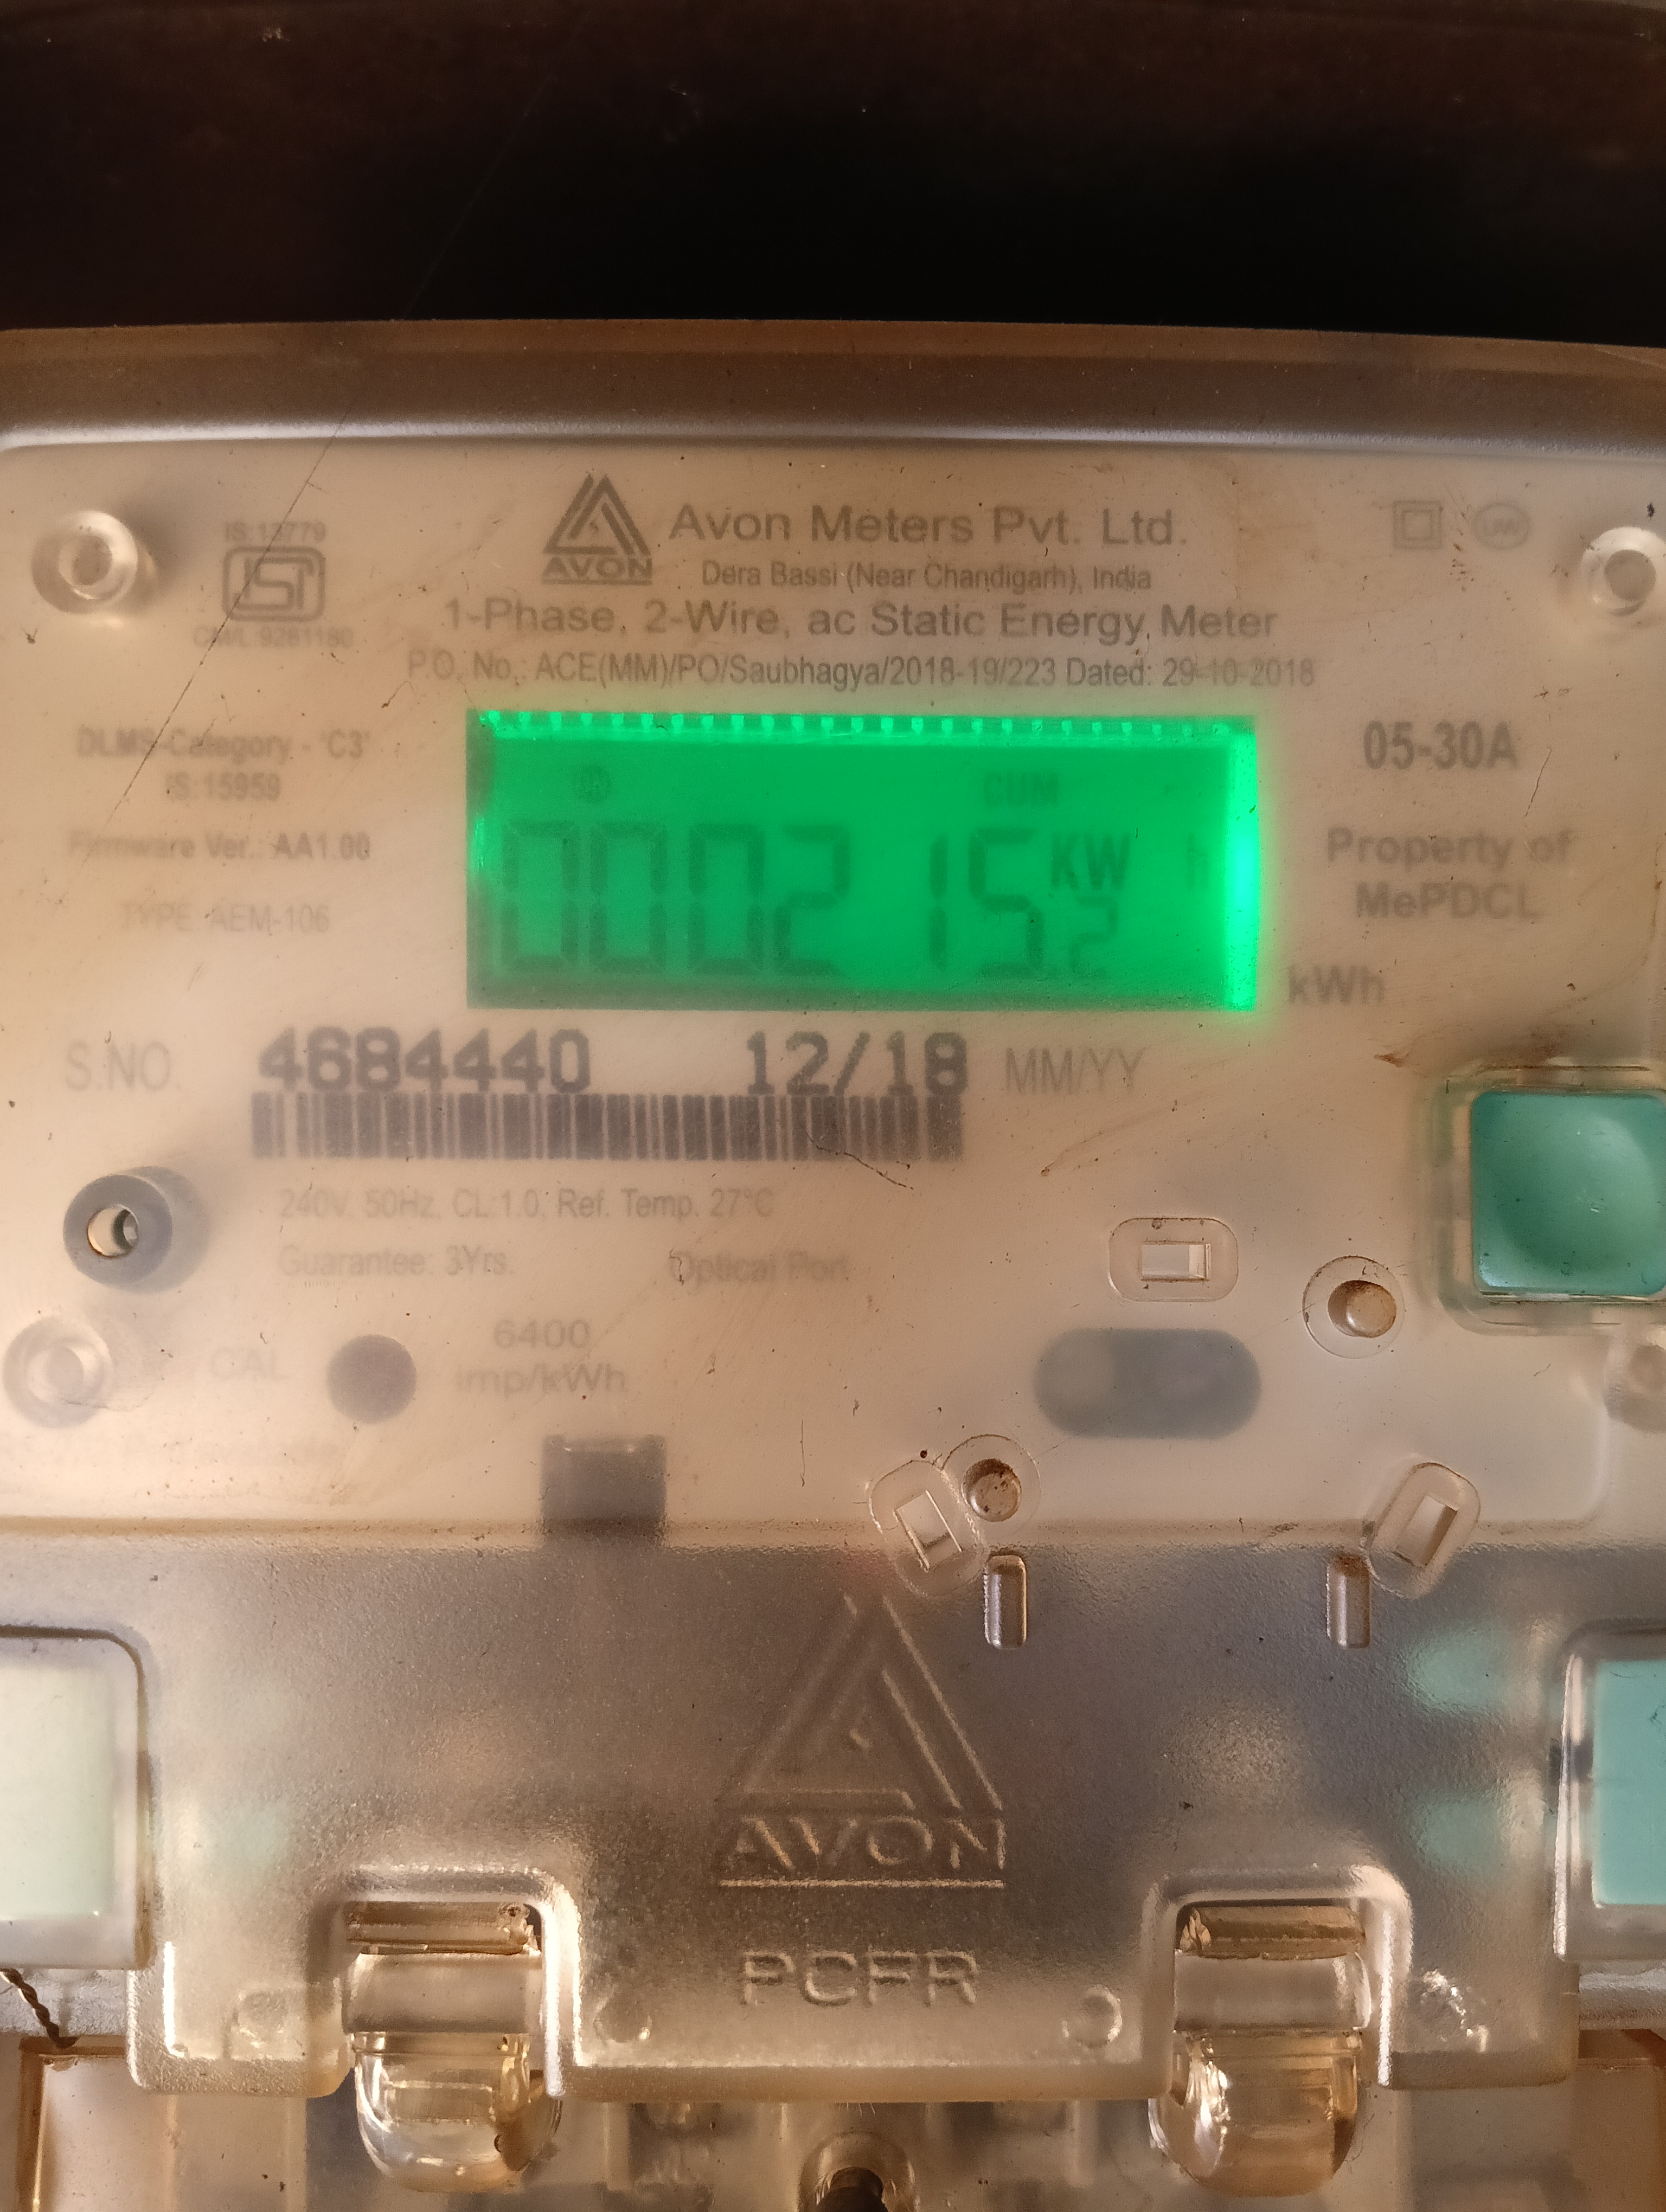 IS:13779
ISI
CM/L 9281180
AVON
Avon Meters Pvt. Ltd.
Dera Bassi (Near Chandigarh), India
1-Phase, 2-Wire, ac Static Energy Meter
P.O. No.: ACE(MM)/PO/Saubhagya/2018-19/223 Dated: 29-10-2018
DLMS-Category - 'C3'
IS:15959
Firmware Ver.: AA1.00
TYPE: AEM-106
CUM
000215.2 KW h
05-30A
Property of
MePDCL
kWh
S.NO. 4684440 12/18 MM/YY
240V, 50Hz, CL:1.0, Ref. Temp. 27°C
Guarantee: 3Yrs. Optical Port
CAL
6400
imp/kWh
AVON
PCFR